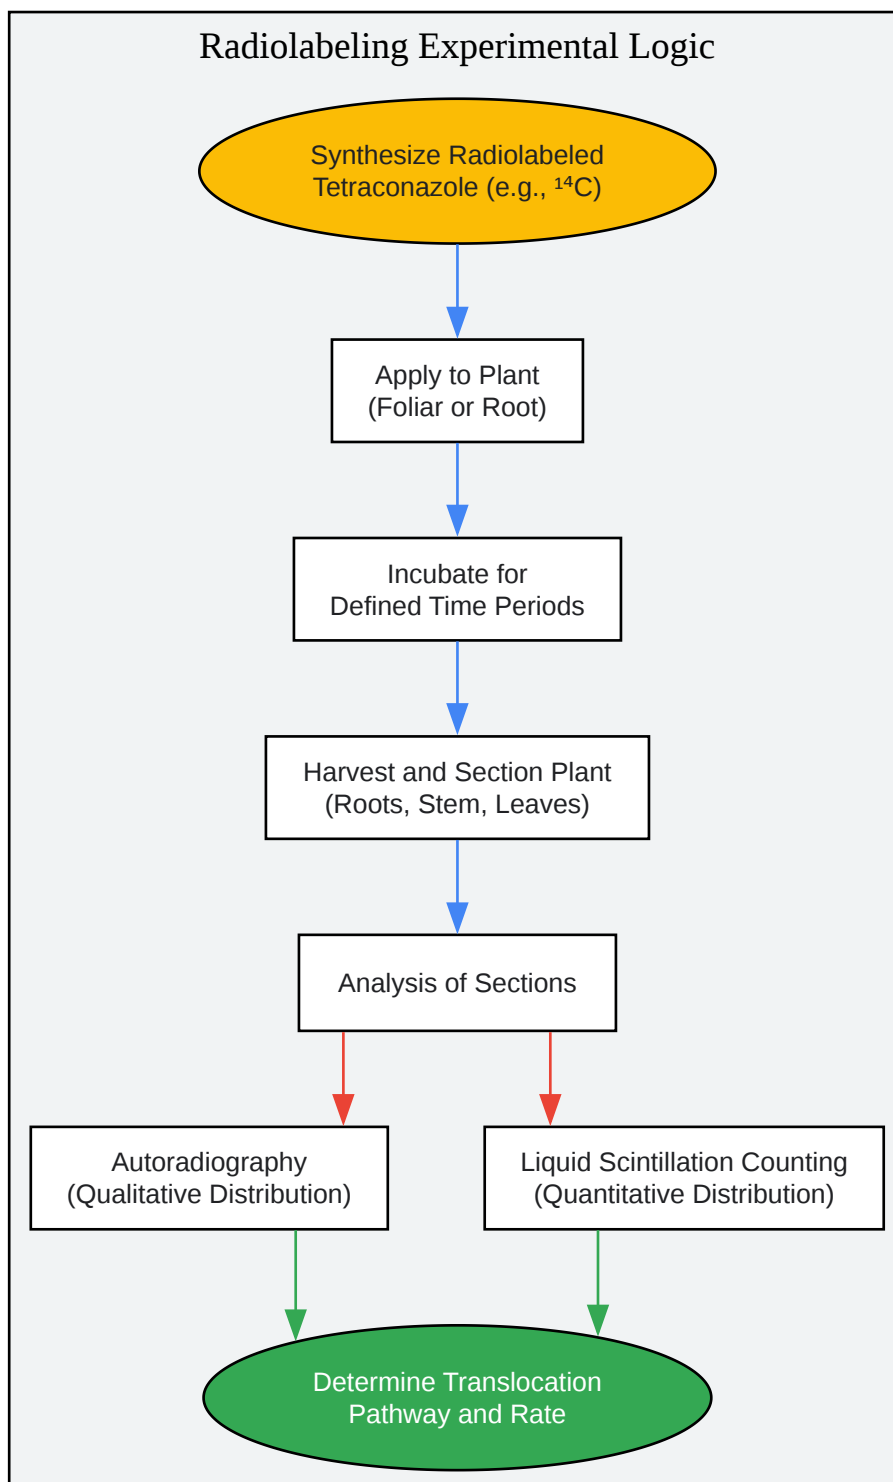 Radiolabeling Experimental Logic
Synthesize Radiolabeled
Tetraconazole (e.g., ¹⁴C)
Apply to Plant
(Foliar or Root)
Incubate for
Defined Time Periods
Harvest and Section Plant
(Roots, Stem, Leaves)
Analysis of Sections
Autoradiography
(Qualitative Distribution)
Liquid Scintillation Counting
(Quantitative Distribution)
Determine Translocation
Pathway and Rate